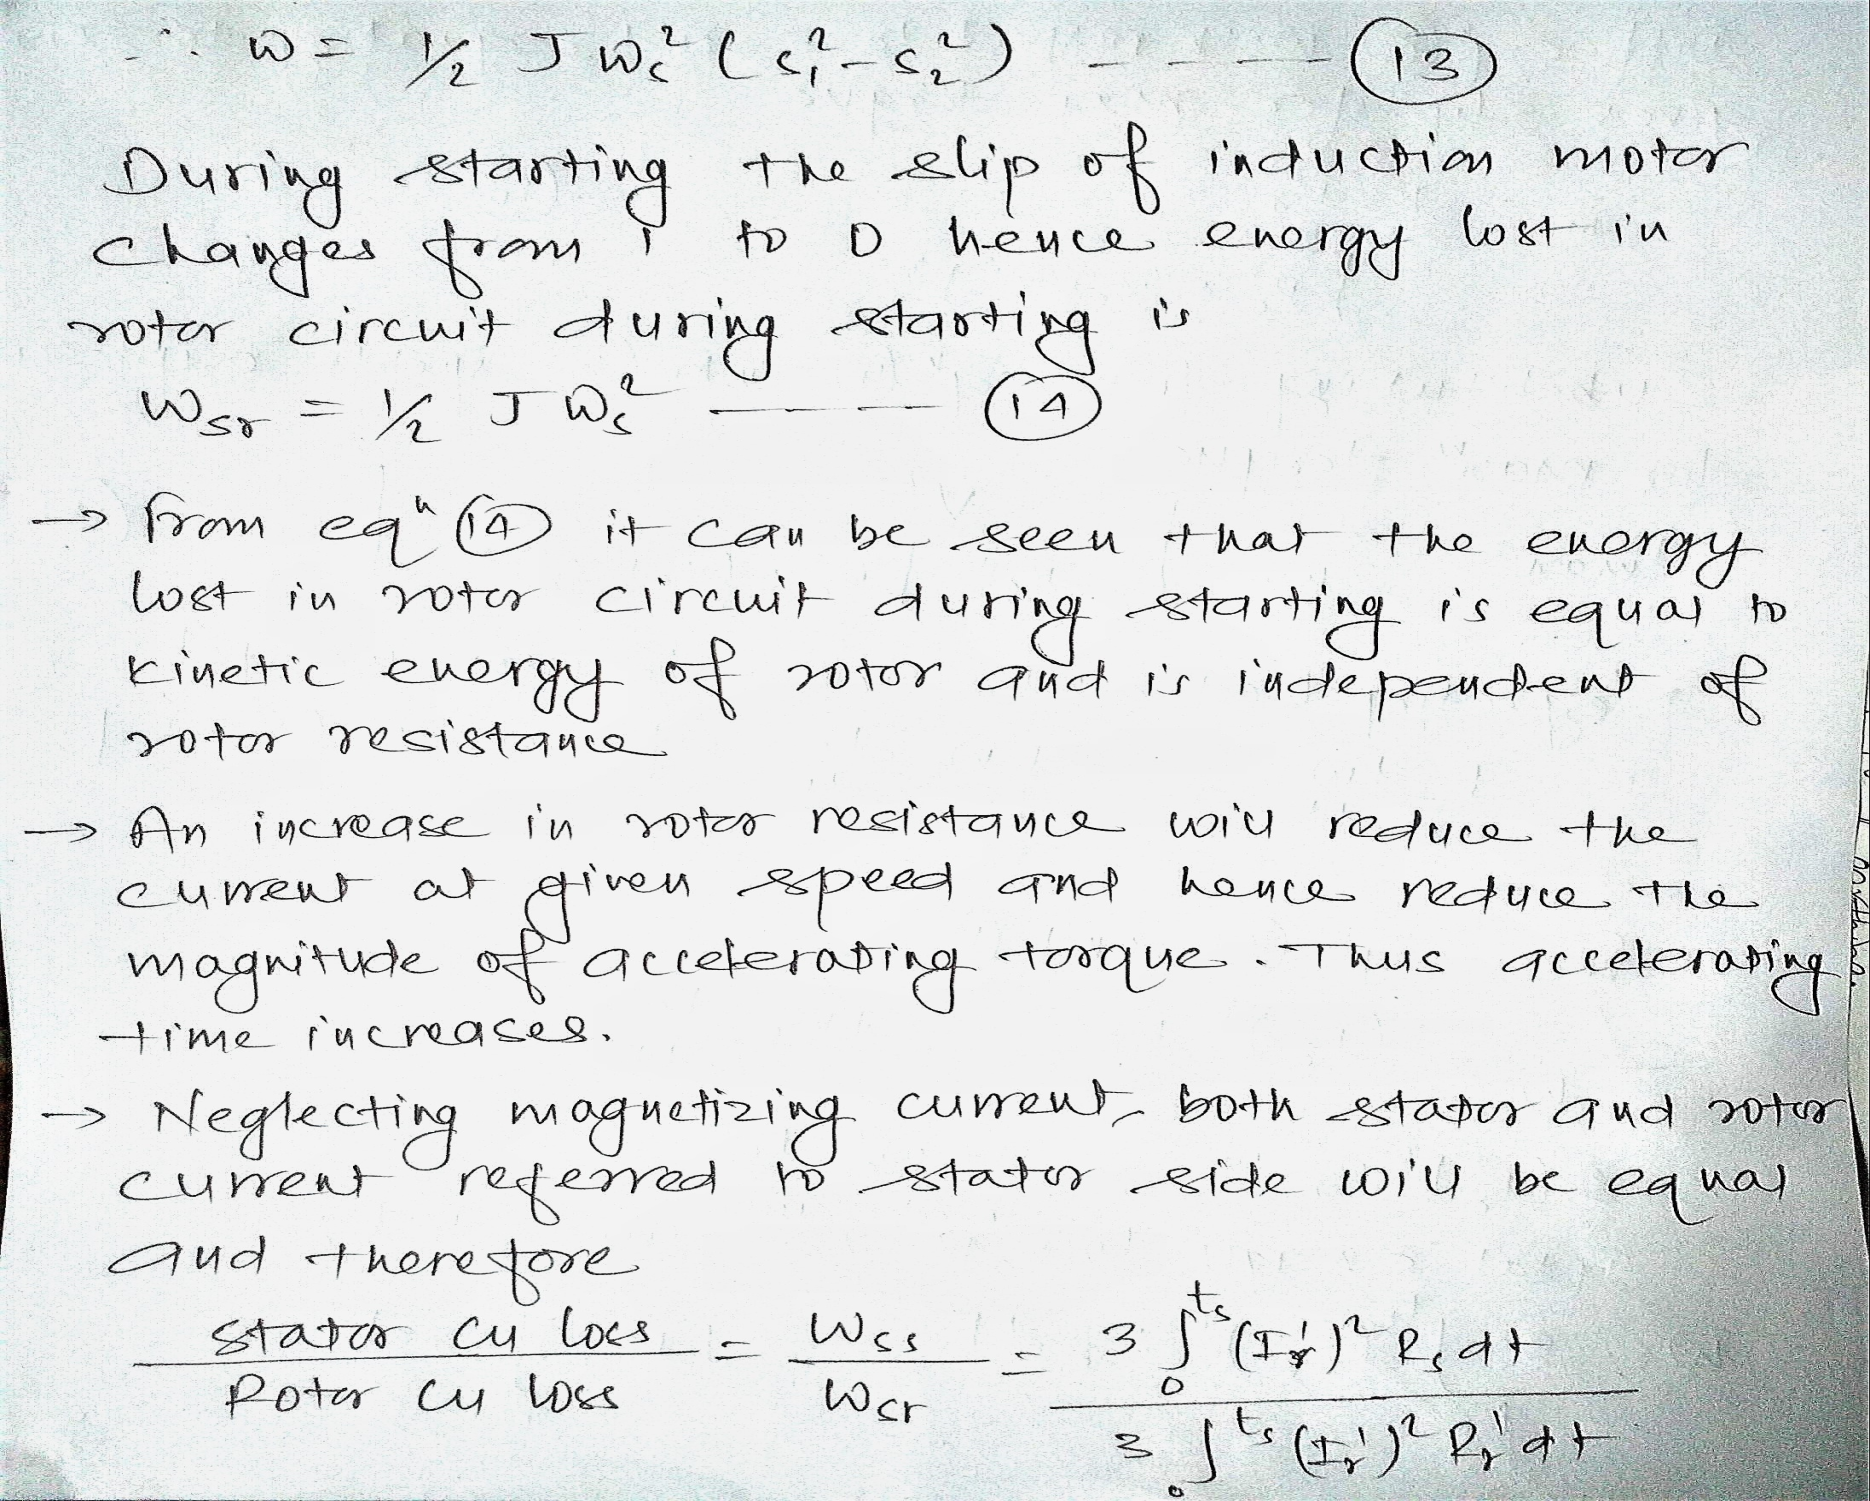 ∴ W = 1/2 J Ws² (s₁² - s₂²) ---- (13)
During starting the slip of induction motor
changes from 1 to 0 hence energy lost in
rotor circuit during starting is
Wsr = 1/2 J Ws² ---- (14)
→ from eqⁿ (14) it can be seen that the energy
lost in rotor circuit during starting is equal to
kinetic energy of rotor and is independent of
rotor resistance
→ An increase in rotor resistance will reduce the
current at given speed and hence reduce the
magnitude of accelerating torque. Thus accelerating
time increases.
→ Neglecting magnetizing current, both stator and rotor
current referred to stator side will be equal
and therefore
stator cu loss / Rotor cu loss = Wss / Wsr = 3 ∫₀^ts (Ir')² Rs dt / 3 ∫₀^ts (Ir')² Rr' dt